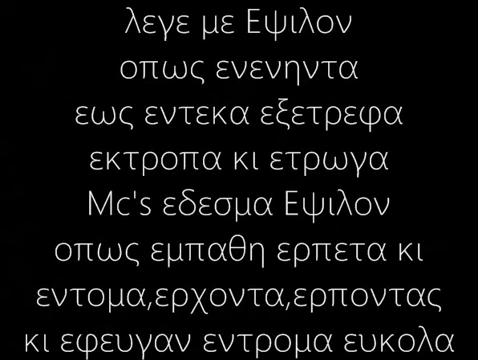 λεγε με Εψιλον
οπως ενενηντα
εως εντεκα εξετρεφα
εκτροπα κι ετρωγα
Mc's εδεσμα Εψιλον
οπως εμπαθη ερπετα κι
εντομα,ερχοντα,ερποντας
κι εφευγαν εντρομα ευκολα